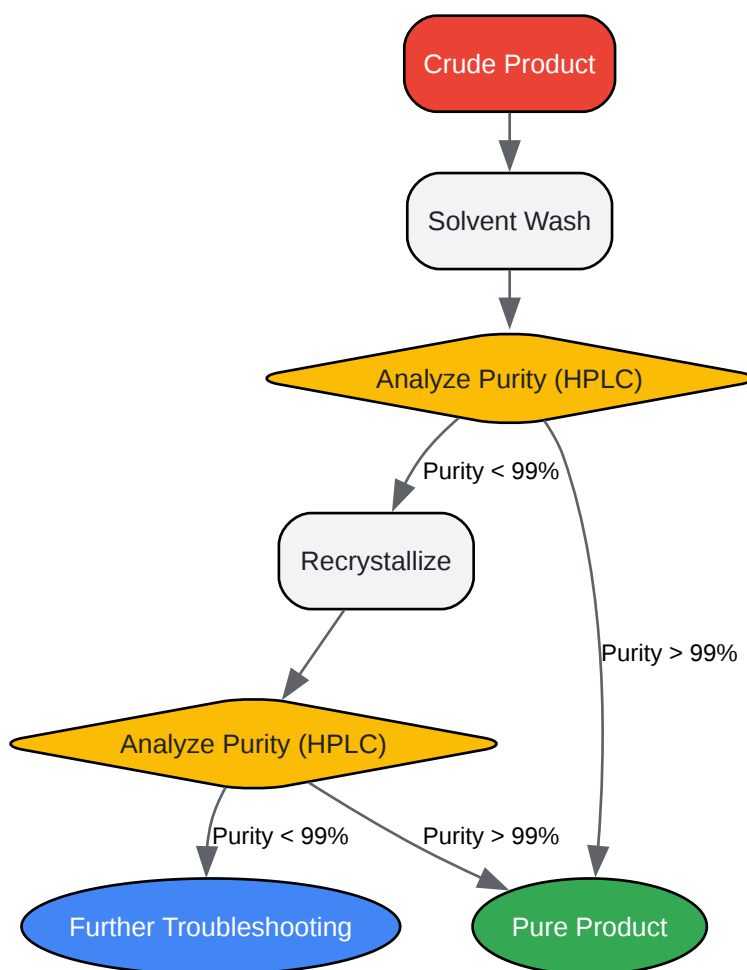 Crude Product
Solvent Wash
Analyze Purity (HPLC)
Purity < 99%
Recrystallize
Purity > 99%
Analyze Purity (HPLC)
Purity < 99%
Purity > 99%
Further Troubleshooting
Pure Product